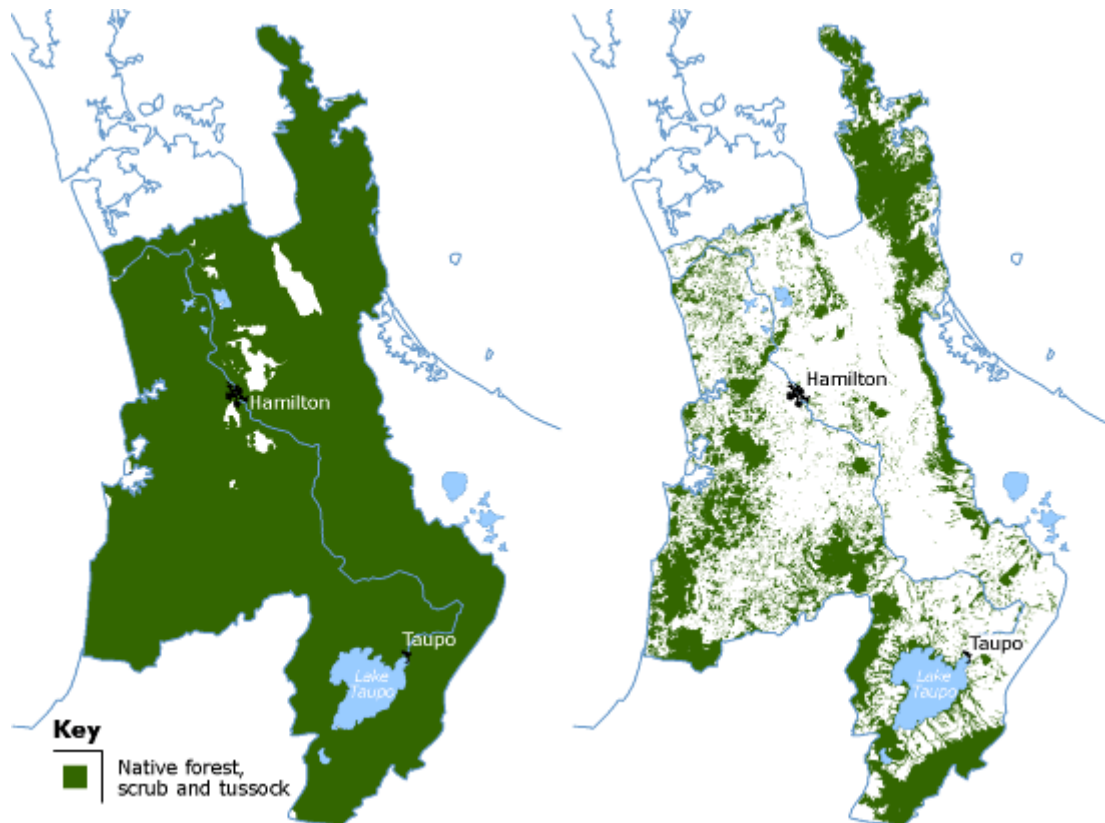 Hamilton
Taupo
Lake
Taupo
Key
Native forest,
scrub and tussock
Hamilton
Taupo
Lake
Taupo